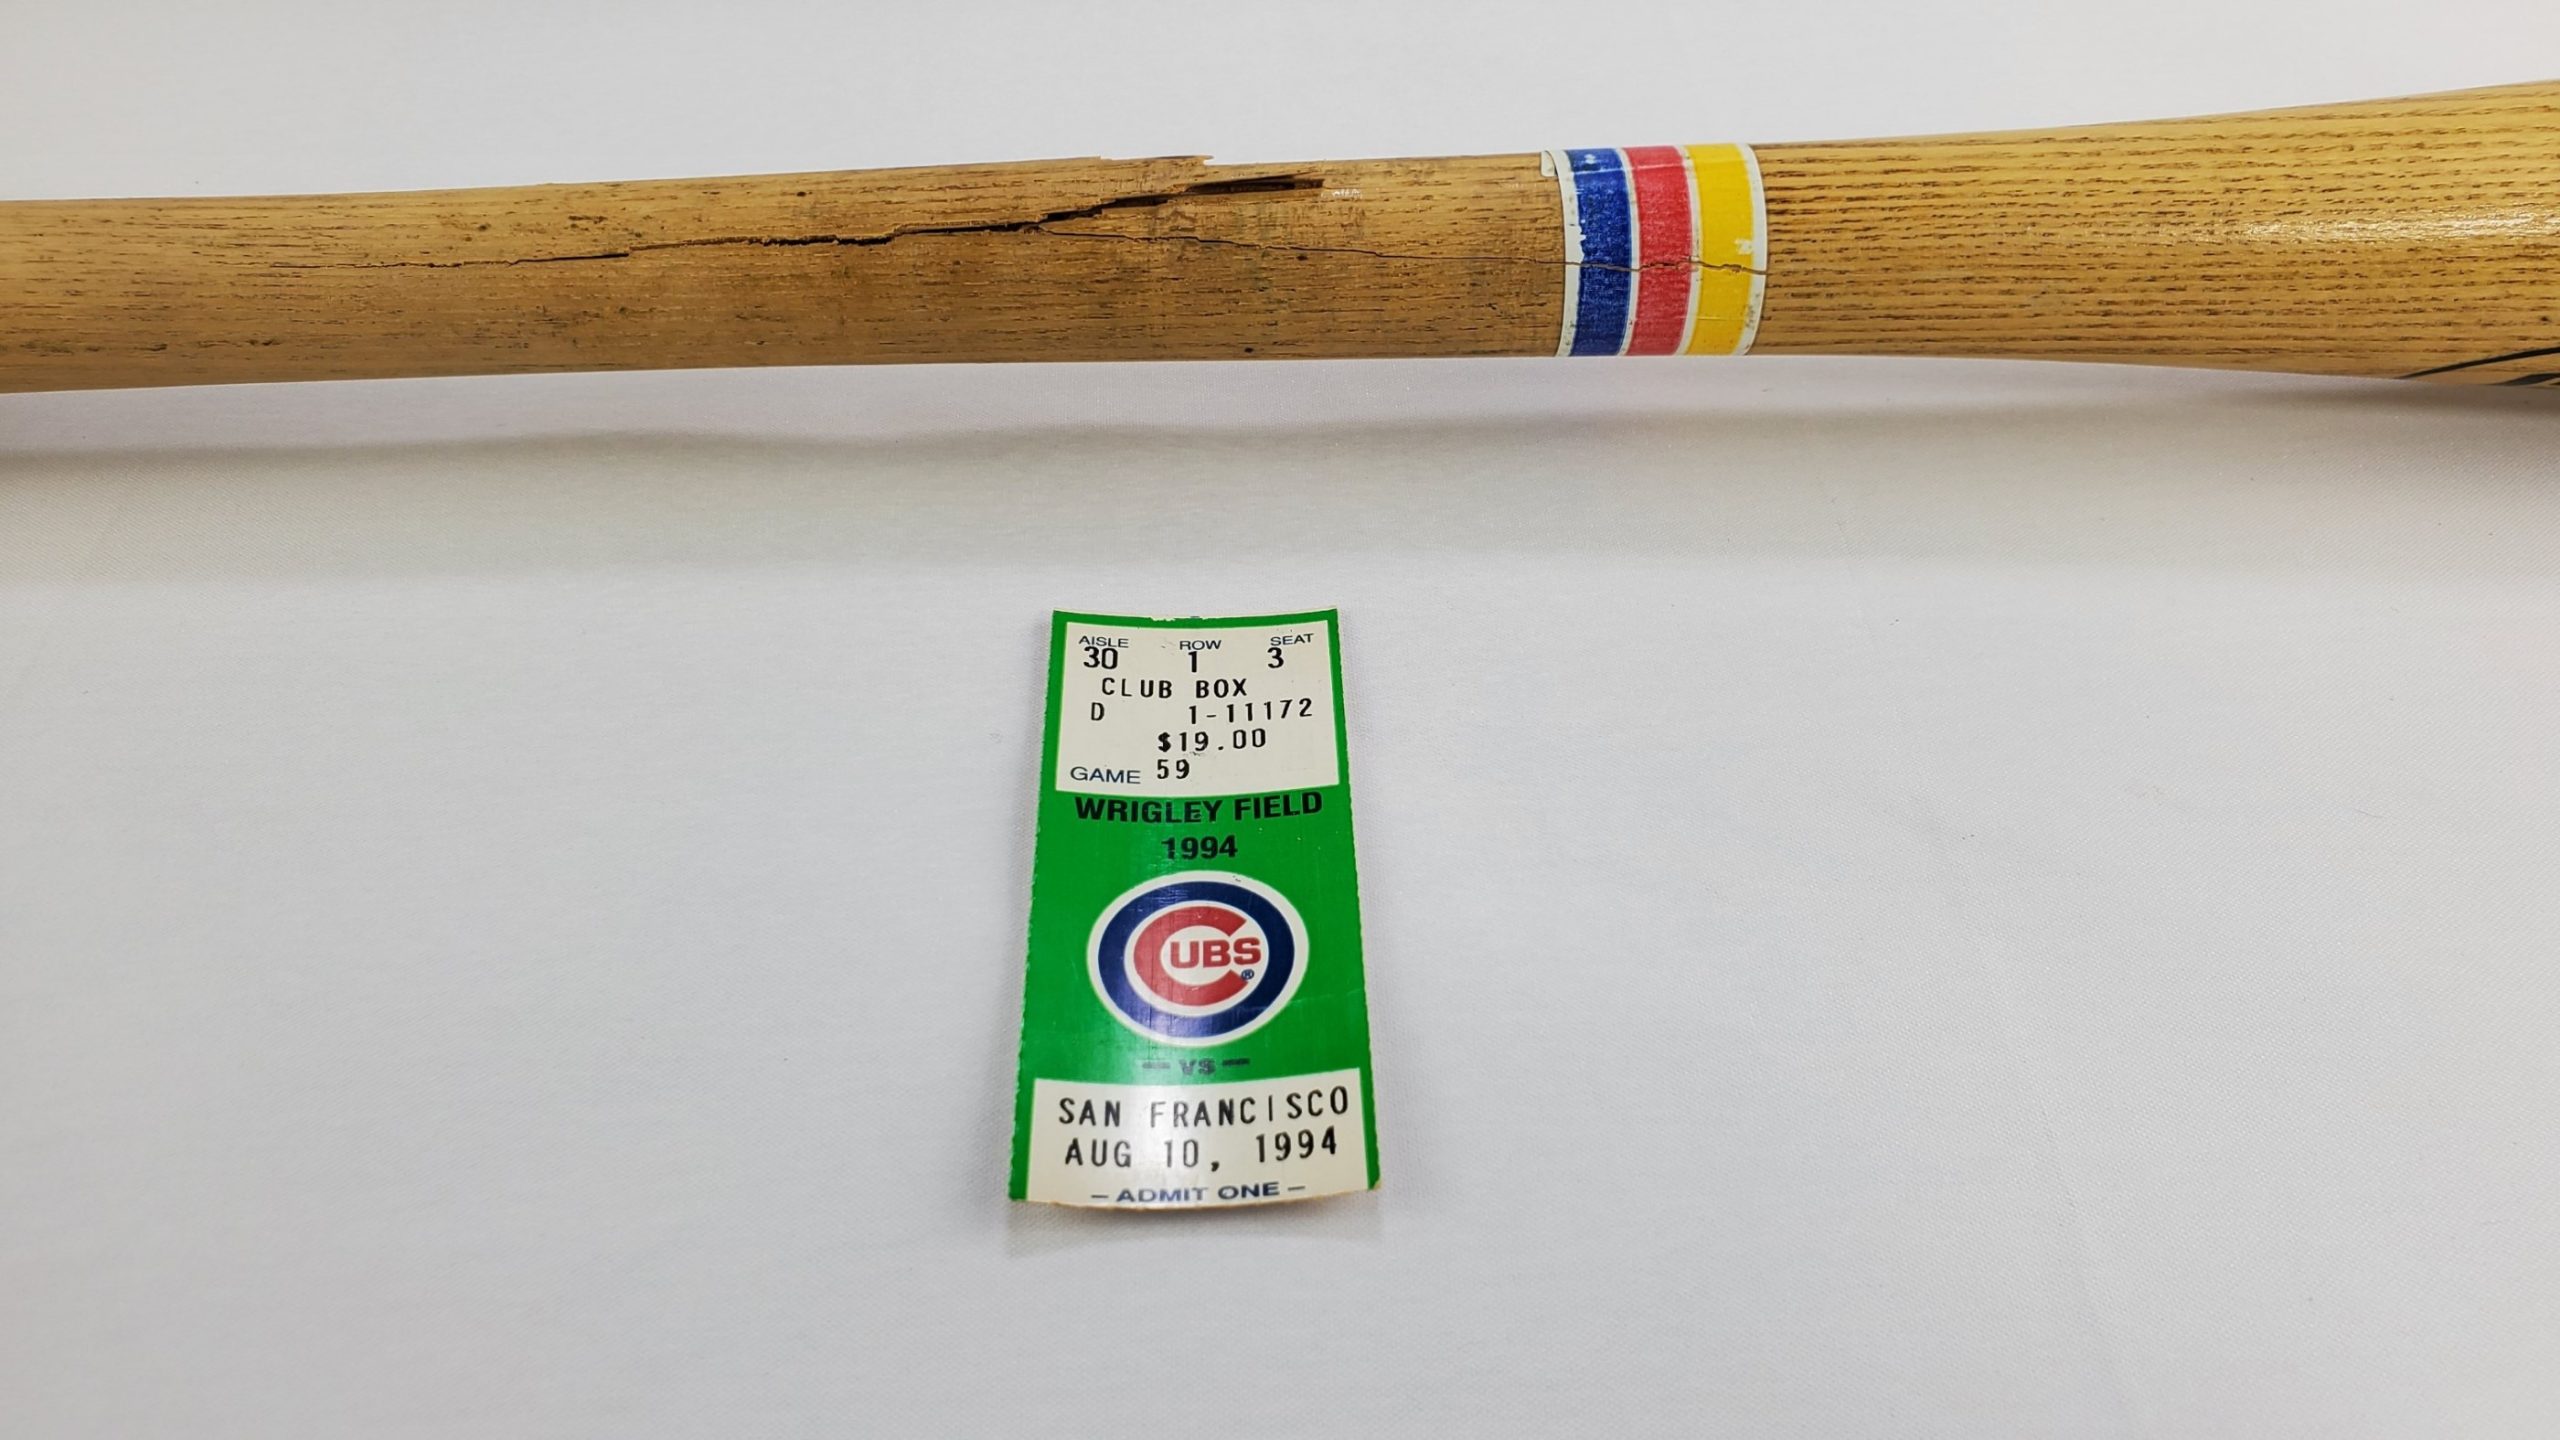 AISLE ROW SEAT
30 1 3
CLUB BOX
D 1-11172
$19.00
GAME 59
WRIGLEY FIELD
1994
CUBS®
— VS —
SAN FRANCISCO
AUG 10, 1994
– ADMIT ONE –